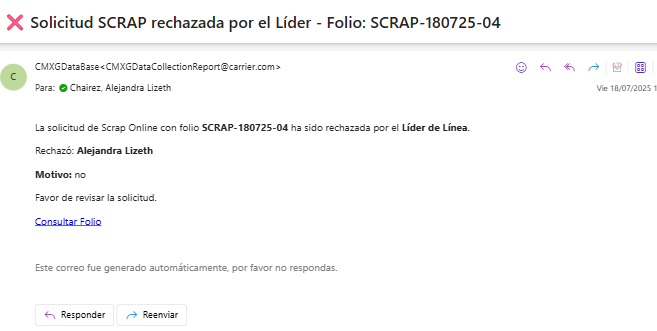 ❌ Solicitud SCRAP rechazada por el Líder - Folio: SCRAP-180725-04
C
CMXGDataBase<CMXGDataCollectionReport@carrier.com>
Para: Chairez, Alejandra Lizeth
Vie 18/07/2025 1
La solicitud de Scrap Online con folio SCRAP-180725-04 ha sido rechazada por el Líder de Línea.
Rechazó: Alejandra Lizeth
Motivo: no
Favor de revisar la solicitud.
Consultar Folio
Este correo fue generado automáticamente, por favor no respondas.
Responder
Reenviar